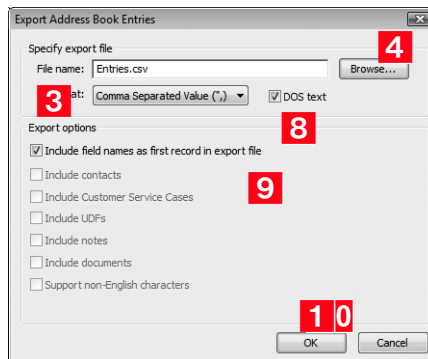 Export Address Book Entries
Specify export file
4
File name: Entries.csv Browse...
3 at: Comma Separated Value (",) DOS text
8
Export options
Include field names as first record in export file
Include contacts
9
Include Customer Service Cases
Include UDFs
Include notes
Include documents
Support non-English characters
10
OK Cancel